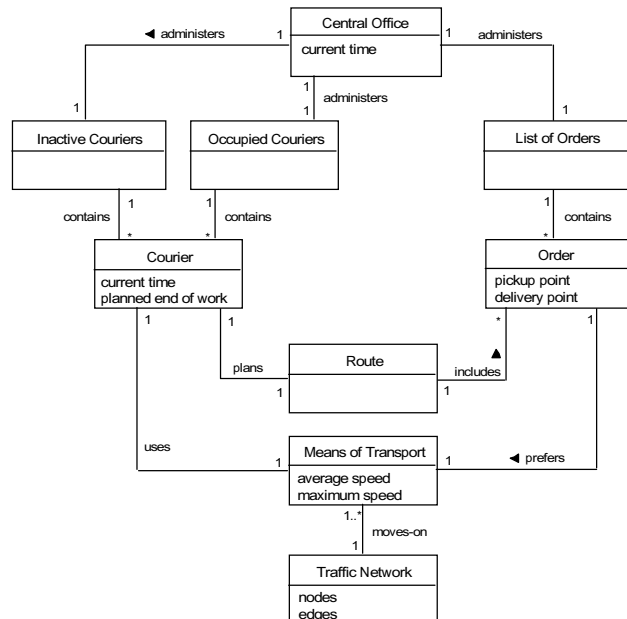 Central Office
current time
◄ administers
1
1
administers
1
administers
1
1
1
1
Inactive Couriers
Occupied Couriers
List of Orders
1
1
1
contains
contains
contains
*
*
*
Courier
current time
planned end of work
Order
pickup point
delivery point
1
1
*
1
plans
Route
▲
includes
1
1
uses
1
Means of Transport
average speed
maximum speed
1
◄ prefers
1..*
moves-on
1
Traffic Network
nodes
edges